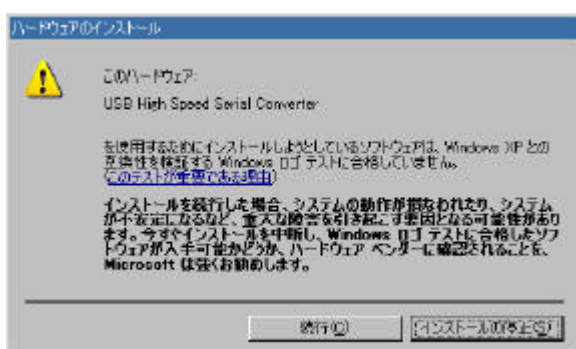 ハードウェアのインストール
このハードウェア:
USB High Speed Serial Converter
を使用するためにインストールしようとしているソフトウェアは、Windows XP との
互換性を検証する Windows ロゴ テストに合格していません。
(このテストが重要である理由)
インストールを続行した場合、システムの動作が損なわれたり、システム
が不安定になるなど、重大な障害を引き起こす要因となる可能性があり
ます。今すぐインストールを中断し、Windows ロゴ テストに合格したソフ
トウェアが入手可能かどうか、ハードウェア ベンダーに確認されることを、
Microsoft は強くお勧めします。
続行(C)
インストールの停止(S)